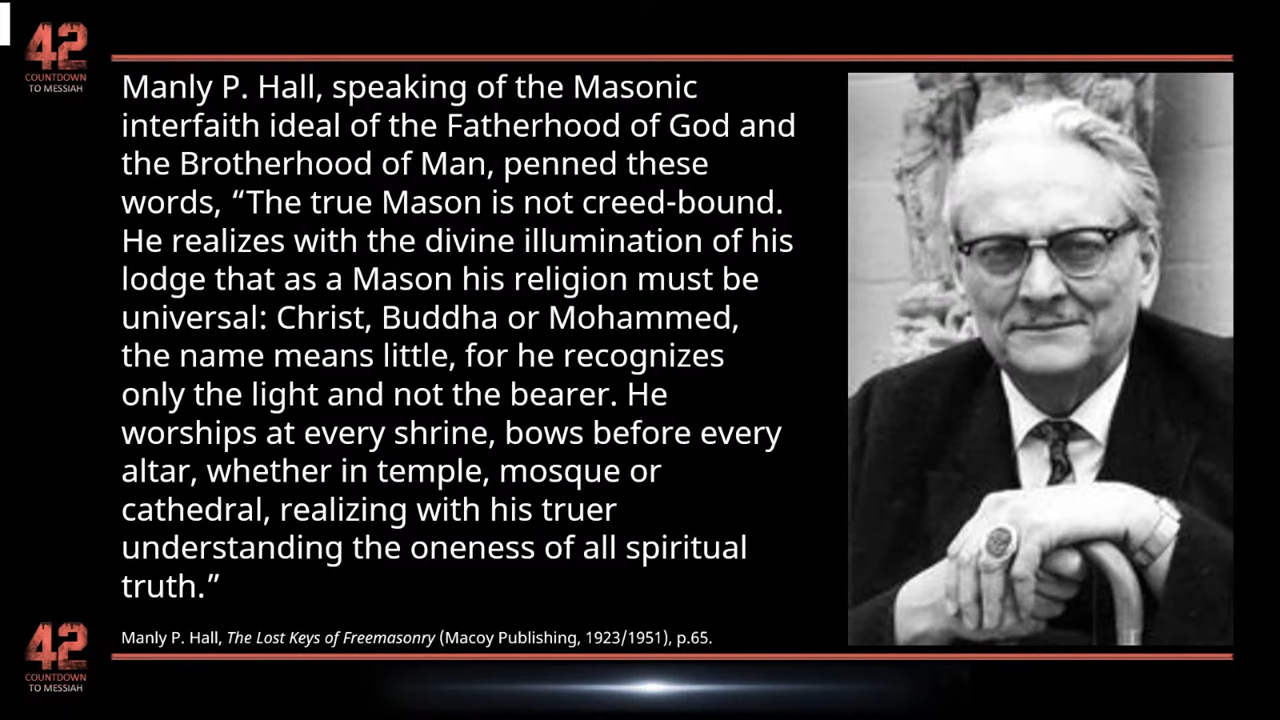 42
COUNTDOWN
TO MESSIAH
Manly P. Hall, speaking of the Masonic
interfaith ideal of the Fatherhood of God and
the Brotherhood of Man, penned these
words, “The true Mason is not creed-bound.
He realizes with the divine illumination of his
lodge that as a Mason his religion must be
universal: Christ, Buddha or Mohammed,
the name means little, for he recognizes
only the light and not the bearer. He
worships at every shrine, bows before every
altar, whether in temple, mosque or
cathedral, realizing with his truer
understanding the oneness of all spiritual
truth.”
Manly P. Hall, The Lost Keys of Freemasonry (Macoy Publishing, 1923/1951), p.65.
42
COUNTDOWN
TO MESSIAH